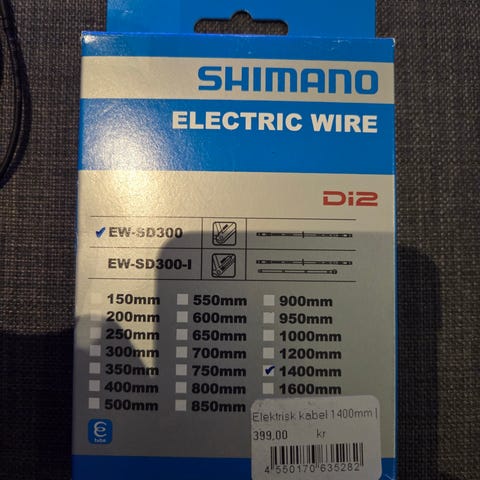 SHIMANO
ELECTRIC WIRE
Di2
✔ EW-SD300
EW-SD300-I
150mm 550mm 900mm
200mm 600mm 950mm
250mm 650mm 1000mm
300mm 700mm 1200mm
350mm 750mm ✔ 1400mm
400mm 800mm 1600mm
500mm 850mm
Elektrisk kabel 1400mm |
399,00 kr
4 550170 635282
e tube